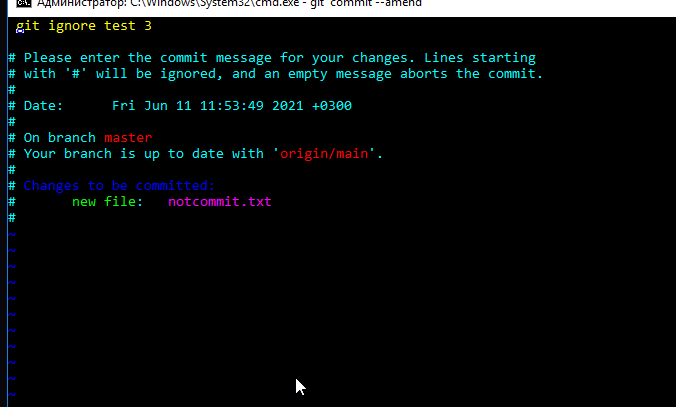 Администратор: C:\Windows\System32\cmd.exe - git commit --amend
git ignore test 3
# Please enter the commit message for your changes. Lines starting
# with '#' will be ignored, and an empty message aborts the commit.
#
# Date:      Fri Jun 11 11:53:49 2021 +0300
#
# On branch master
# Your branch is up to date with 'origin/main'.
#
# Changes to be committed:
#       new file:   notcommit.txt
#
~
~
~
~
~
~
~
~
~
~
~